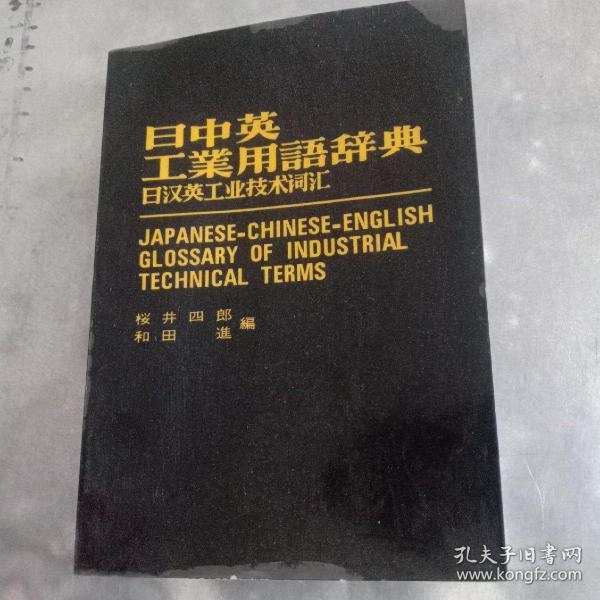 日中英
工業用語辞典
日汉英工业技术词汇
JAPANESE-CHINESE-ENGLISH
GLOSSARY OF INDUSTRIAL
TECHNICAL TERMS
桜井四郎
和田進
編
孔夫子旧書网
www.kongfz.com